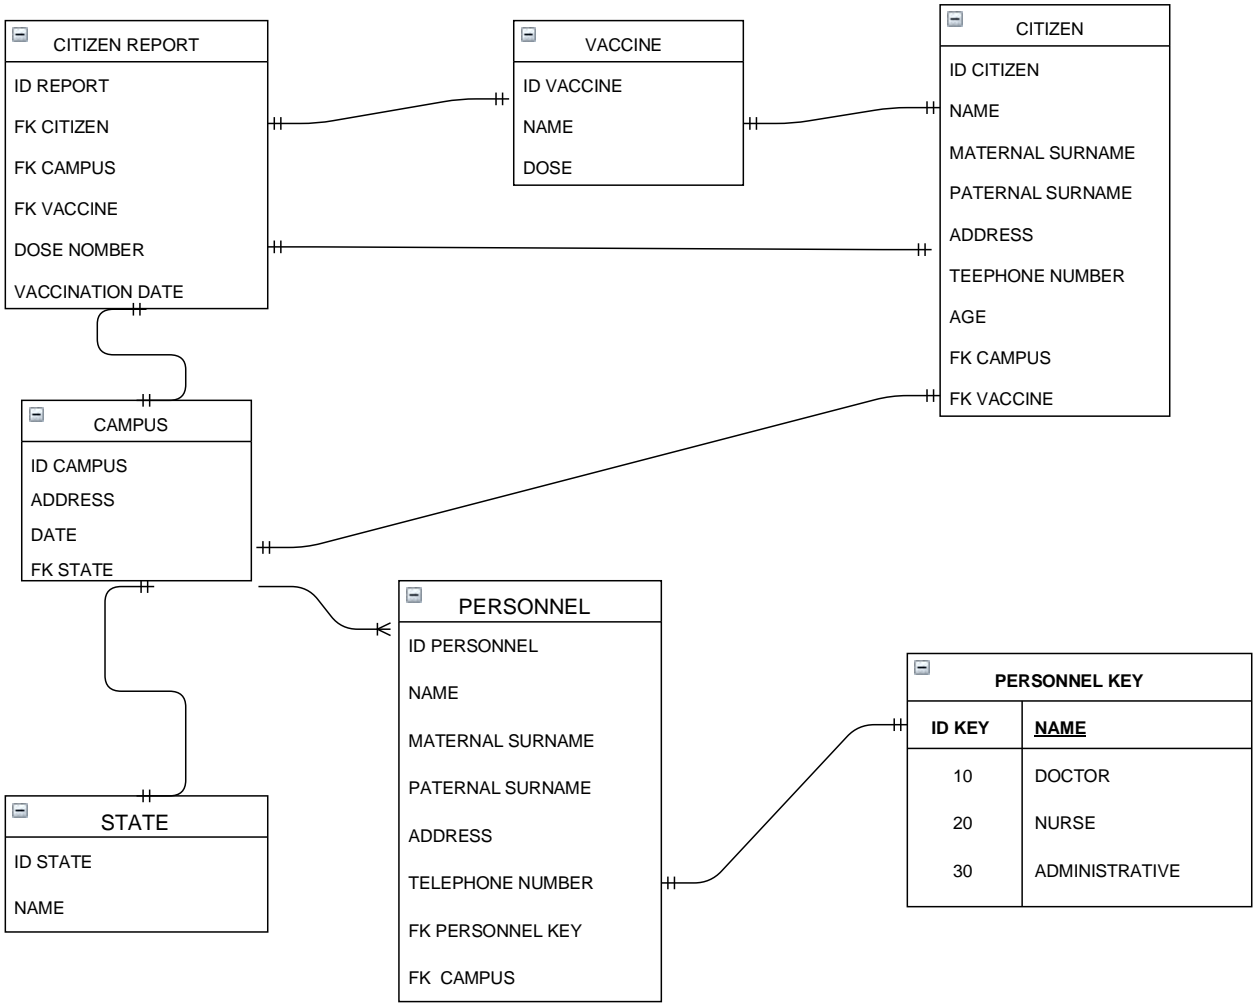 CITIZEN REPORT
ID REPORT
FK CITIZEN
FK CAMPUS
FK VACCINE
DOSE NOMBER
VACCINATION DATE
VACCINE
ID VACCINE
NAME
DOSE
CITIZEN
ID CITIZEN
NAME
MATERNAL SURNAME
PATERNAL SURNAME
ADDRESS
TEEPHONE NUMBER
AGE
FK CAMPUS
FK VACCINE
CAMPUS
ID CAMPUS
ADDRESS
DATE
FK STATE
PERSONNEL
ID PERSONNEL
NAME
MATERNAL SURNAME
PATERNAL SURNAME
ADDRESS
TELEPHONE NUMBER
FK PERSONNEL KEY
FK  CAMPUS
PERSONNEL KEY
ID KEY NAME
10 DOCTOR
20 NURSE
30 ADMINISTRATIVE
STATE
ID STATE
NAME